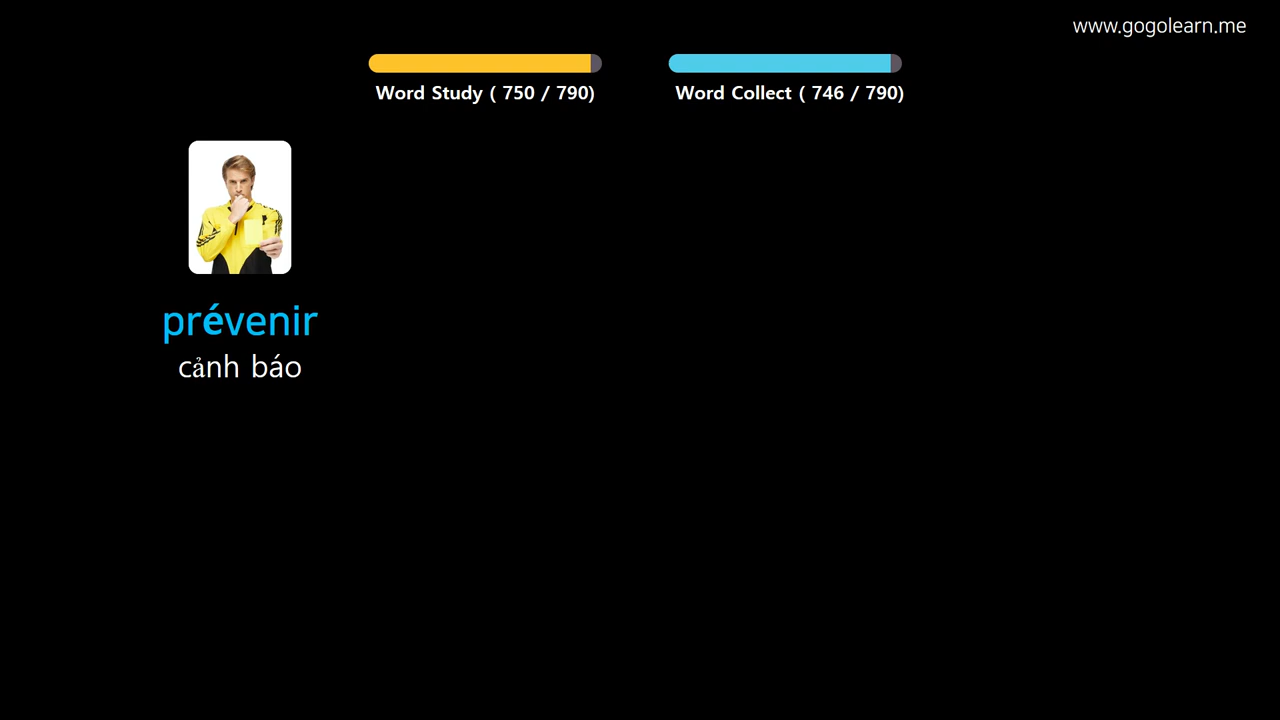 www.gogolearn.me
Word Study ( 750 / 790)
Word Collect ( 746 / 790)
prévenir
cảnh báo